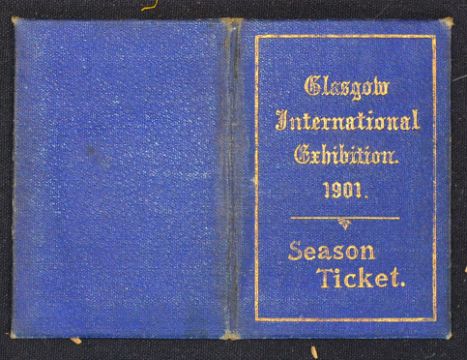 Glasgow
International
Exhibition.
1901.
Season
Ticket.